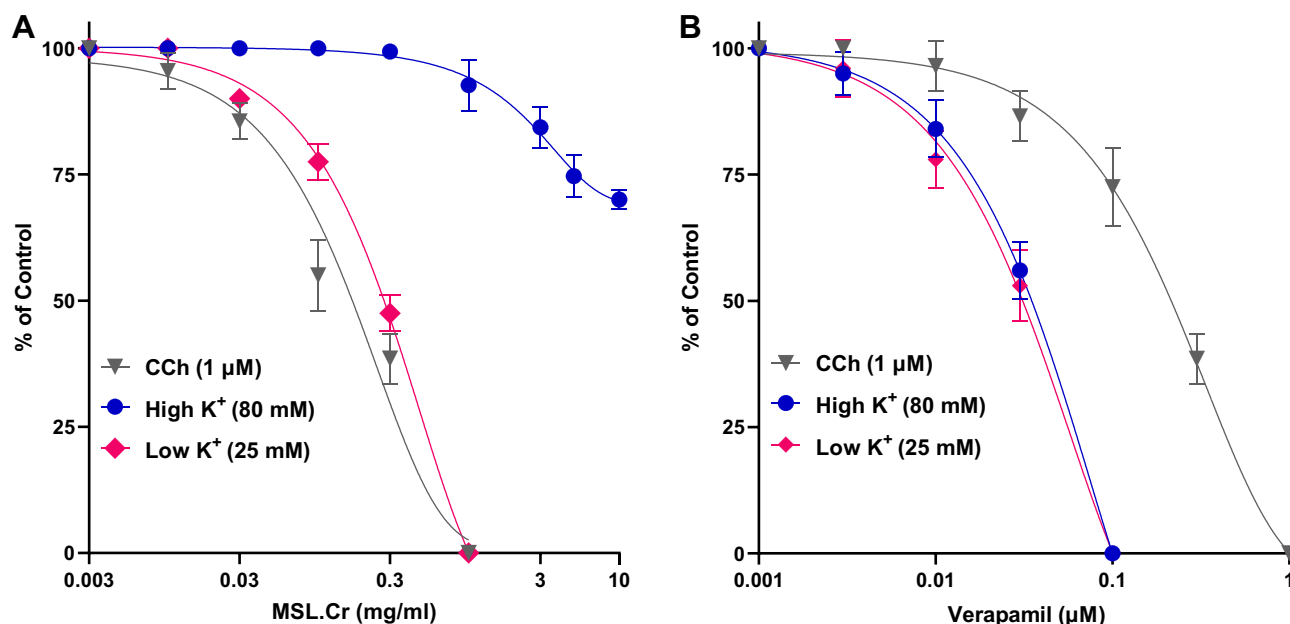 A
% of Control
100
75
50
25
0
CCh (1 µM)
High K⁺ (80 mM)
Low K⁺ (25 mM)
0.003 0.03 0.3 3 10
MSL.Cr (mg/ml)
B
% of Control
100
75
50
25
0
CCh (1 µM)
High K⁺ (80 mM)
Low K⁺ (25 mM)
0.001 0.01 0.1 1
Verapamil (µM)